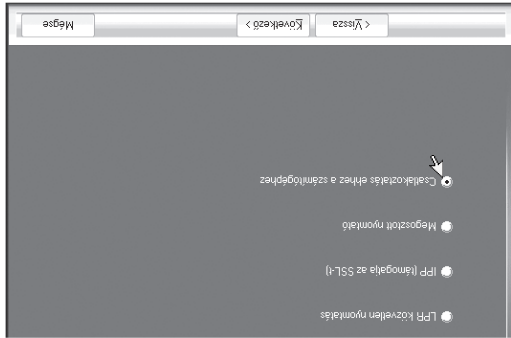 LPR közvetlen nyomtatás
IPP (támogatja az SSL-t)
Megosztott nyomtató
Csatlakoztatás ehhez a számítógéphez
< Vissza
Következő >
Mégse